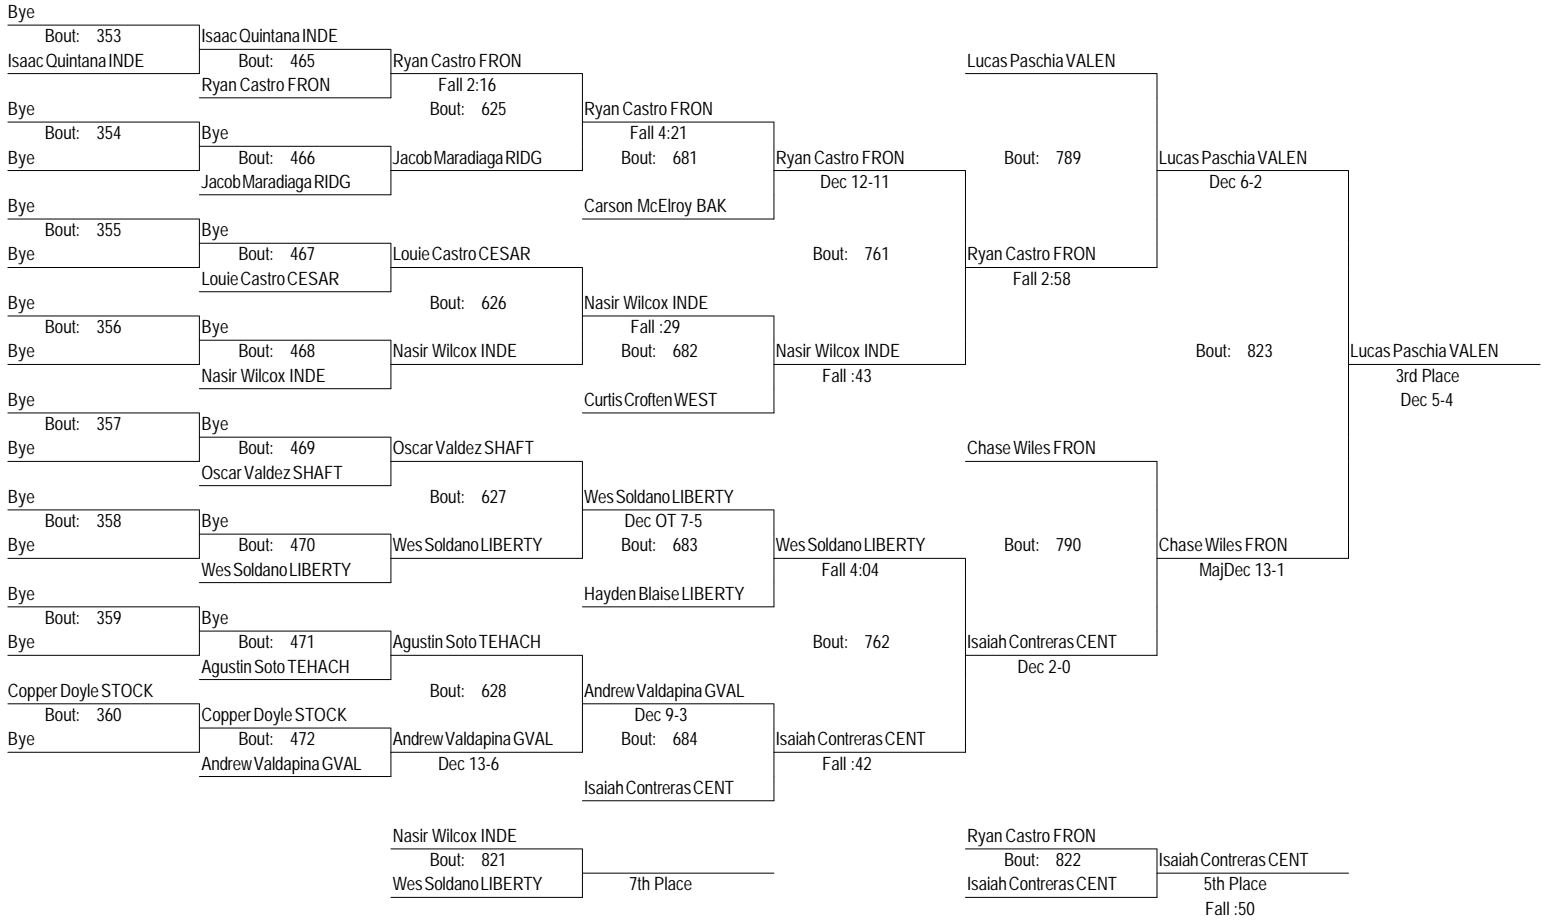 Bye
Bout: 353
Isaac Quintana INDE
Bye
Bout: 354
Bye
Bye
Bout: 355
Bye
Bye
Bout: 356
Bye
Bye
Bout: 357
Bye
Bye
Bout: 358
Bye
Bye
Bout: 359
Bye
Copper Doyle STOCK
Bout: 360
Bye
Isaac Quintana INDE
Bout: 465
Ryan Castro FRON
Bye
Bout: 466
Jacob Maradiaga RIDG
Bye
Bout: 467
Louie Castro CESAR
Bye
Bout: 468
Nasir Wilcox INDE
Bye
Bout: 469
Oscar Valdez SHAFT
Bye
Bout: 470
Wes Soldano LIBERTY
Bye
Bout: 471
Agustin Soto TEHACH
Copper Doyle STOCK
Bout: 472
Andrew Valdapina GVAL
Ryan Castro FRON
Fall 2:16
Bout: 625
Jacob Maradiaga RIDG
Louie Castro CESAR
Bout: 626
Nasir Wilcox INDE
Oscar Valdez SHAFT
Bout: 627
Wes Soldano LIBERTY
Agustin Soto TEHACH
Bout: 628
Andrew Valdapina GVAL
Dec 13-6
Ryan Castro FRON
Fall 4:21
Bout: 681
Carson McElroy BAK
Nasir Wilcox INDE
Fall :29
Bout: 682
Curtis Croften WEST
Wes Soldano LIBERTY
Dec OT 7-5
Bout: 683
Hayden Blaise LIBERTY
Andrew Valdapina GVAL
Dec 9-3
Bout: 684
Isaiah Contreras CENT
Ryan Castro FRON
Dec 12-11
Bout: 761
Nasir Wilcox INDE
Fall :43
Wes Soldano LIBERTY
Fall 4:04
Bout: 762
Isaiah Contreras CENT
Fall :42
Lucas Paschia VALEN
Bout: 789
Ryan Castro FRON
Fall 2:58
Chase Wiles FRON
Bout: 790
Isaiah Contreras CENT
Dec 2-0
Lucas Paschia VALEN
Dec 6-2
Bout: 823
Chase Wiles FRON
MajDec 13-1
Lucas Paschia VALEN
3rd Place
Dec 5-4
Nasir Wilcox INDE
Bout: 821
Wes Soldano LIBERTY
7th Place
Ryan Castro FRON
Bout: 822
Isaiah Contreras CENT
Isaiah Contreras CENT
5th Place
Fall :50